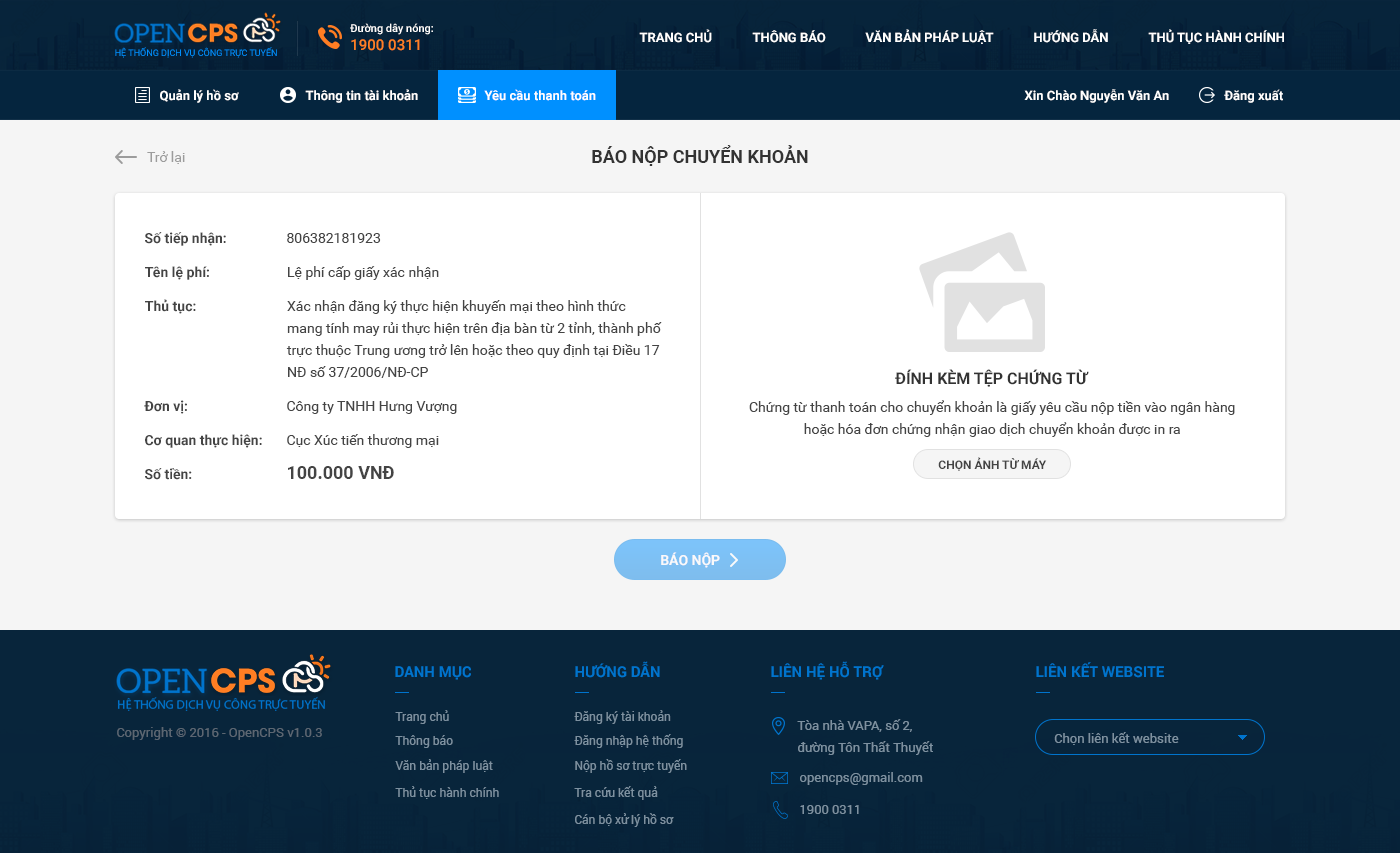 OPENCPS
HỆ THỐNG DỊCH VỤ CÔNG TRỰC TUYẾN
Đường dây nóng:
1900 0311
TRANG CHỦ THÔNG BÁO VĂN BẢN PHÁP LUẬT HƯỚNG DẪN THỦ TỤC HÀNH CHÍNH
Quản lý hồ sơ Thông tin tài khoản Yêu cầu thanh toán Xin Chào Nguyễn Văn An Đăng xuất
Trở lại
BÁO NỘP CHUYỂN KHOẢN
Số tiếp nhận: 806382181923
Tên lệ phí: Lệ phí cấp giấy xác nhận
Thủ tục: Xác nhận đăng ký thực hiện khuyến mại theo hình thức
mang tính may rủi thực hiện trên địa bàn từ 2 tỉnh, thành phố
trực thuộc Trung ương trở lên hoặc theo quy định tại Điều 17
NĐ số 37/2006/NĐ-CP
Đơn vị: Công ty TNHH Hưng Vượng
Cơ quan thực hiện: Cục Xúc tiến thương mại
Số tiền: 100.000 VNĐ
ĐÍNH KÈM TỆP CHỨNG TỪ
Chứng từ thanh toán cho chuyển khoản là giấy yêu cầu nộp tiền vào ngân hàng
hoặc hóa đơn chứng nhận giao dịch chuyển khoản được in ra
CHỌN ẢNH TỪ MÁY
BÁO NỘP
OPENCPS
HỆ THỐNG DỊCH VỤ CÔNG TRỰC TUYẾN
Copyright © 2016 - OpenCPS v1.0.3
DANH MỤC
Trang chủ
Thông báo
Văn bản pháp luật
Thủ tục hành chính
HƯỚNG DẪN
Đăng ký tài khoản
Đăng nhập hệ thống
Nộp hồ sơ trực tuyến
Tra cứu kết quả
Cán bộ xử lý hồ sơ
LIÊN HỆ HỖ TRỢ
Tòa nhà VAPA, số 2,
đường Tôn Thất Thuyết
opencps@gmail.com
1900 0311
LIÊN KẾT WEBSITE
Chọn liên kết website